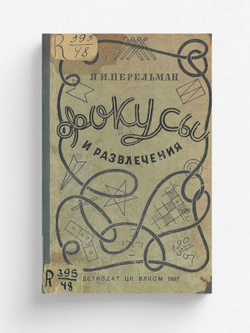 R 395
48
Я. И. ПЕРЕЛЬМАН
ФОКУСЫ
И РАЗВЛЕЧЕНИЯ
R 395
48
ДЕТИЗДАТ ЦК ВЛКСМ 1937